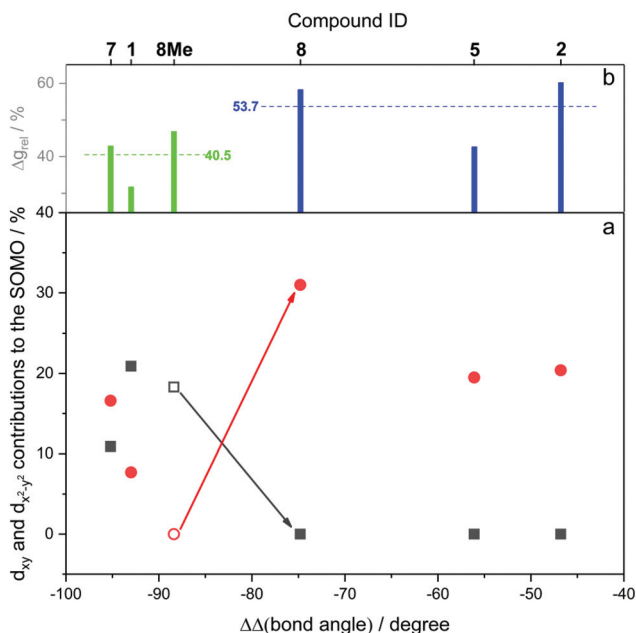 Compound ID
7 1 8Me 8 5 2
b
60
53.7
40
40.5
Δg_rel / %
a
40
30
20
10
0
d_xy and d_x²-y² contributions to the SOMO / %
-100 -90 -80 -70 -60 -50 -40
ΔΔ(bond angle) / degree